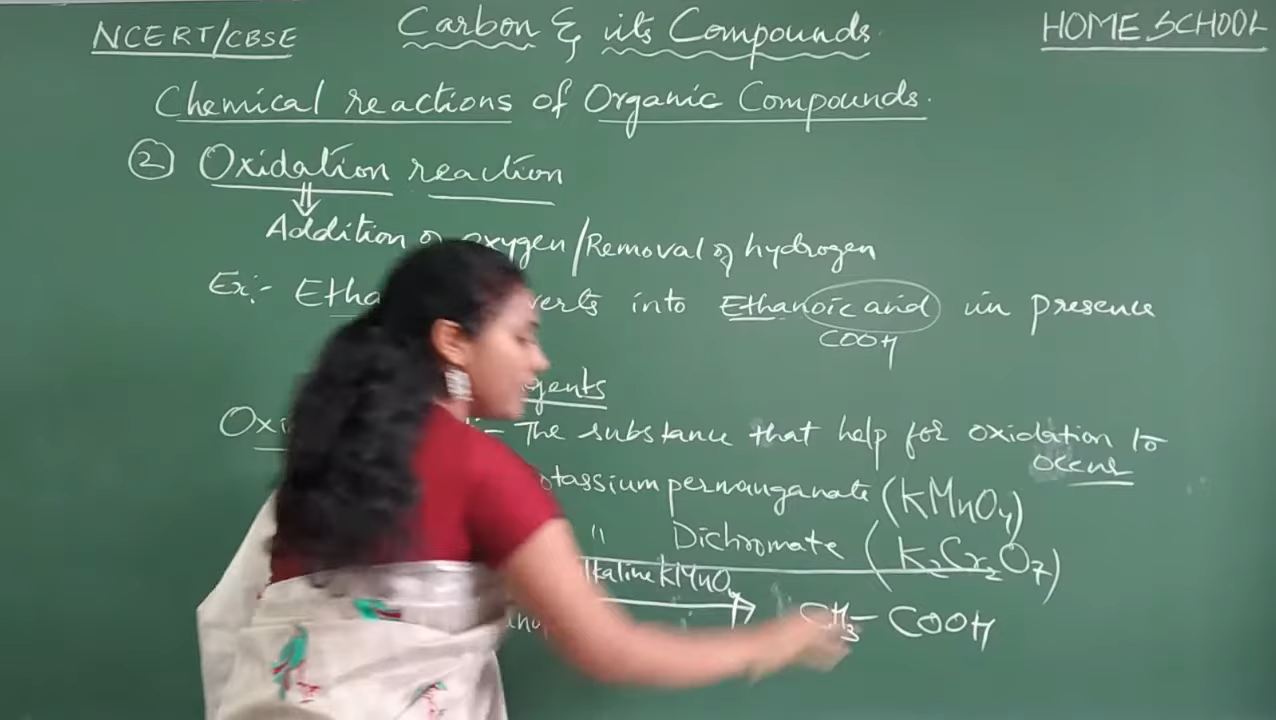 NCERT/CBSE Carbon & its Compounds. HOME SCHOOL
Chemical reactions of Organic Compounds.
② Oxidation reaction
⇓
Addition oxygen/Removal of hydrogen
Ex:- Etha verts into Ethanoic acid in presence
COOH
gents
Oxi :- The substance that help for oxidation to
occur
otassium permanganate (KMnO4)
" Dichromate (K2Cr2O7)
lkaline KMnO4
→ CH3-COOH